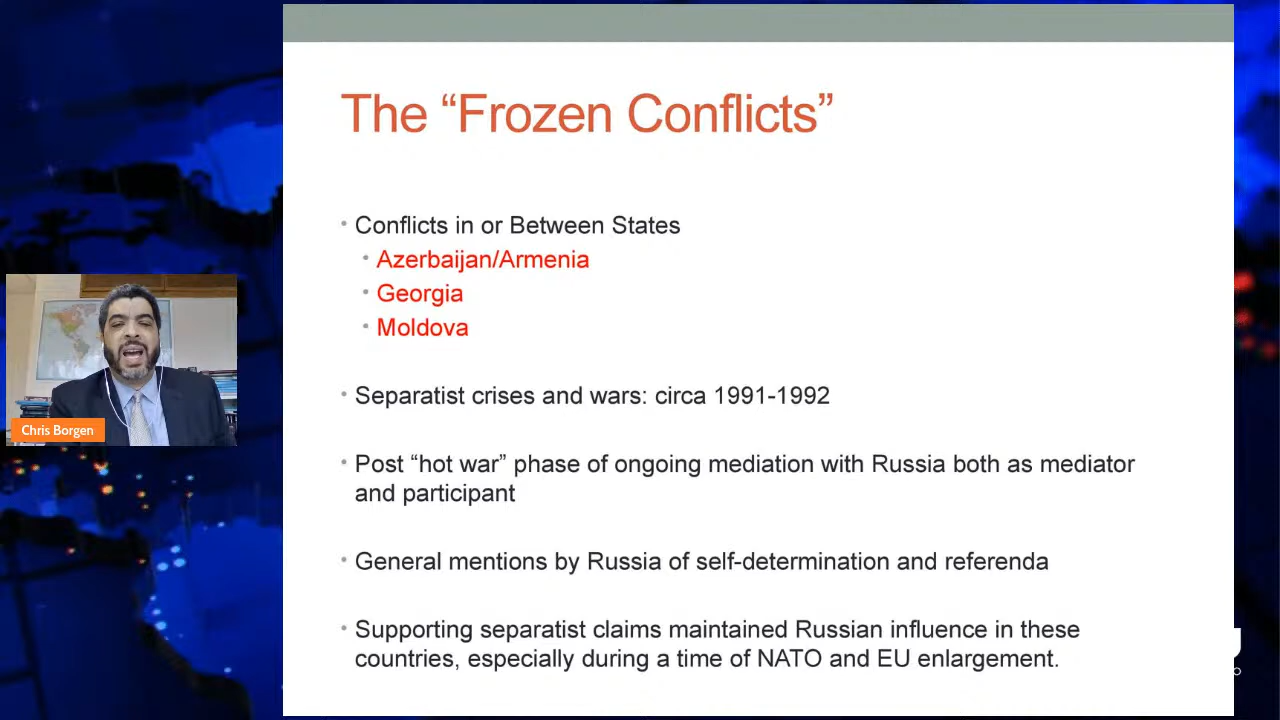 The “Frozen Conflicts”
• Conflicts in or Between States
• Azerbaijan/Armenia
• Georgia
• Moldova
• Separatist crises and wars: circa 1991-1992
• Post “hot war” phase of ongoing mediation with Russia both as mediator
and participant
• General mentions by Russia of self-determination and referenda
• Supporting separatist claims maintained Russian influence in these
countries, especially during a time of NATO and EU enlargement.
Chris Borgen